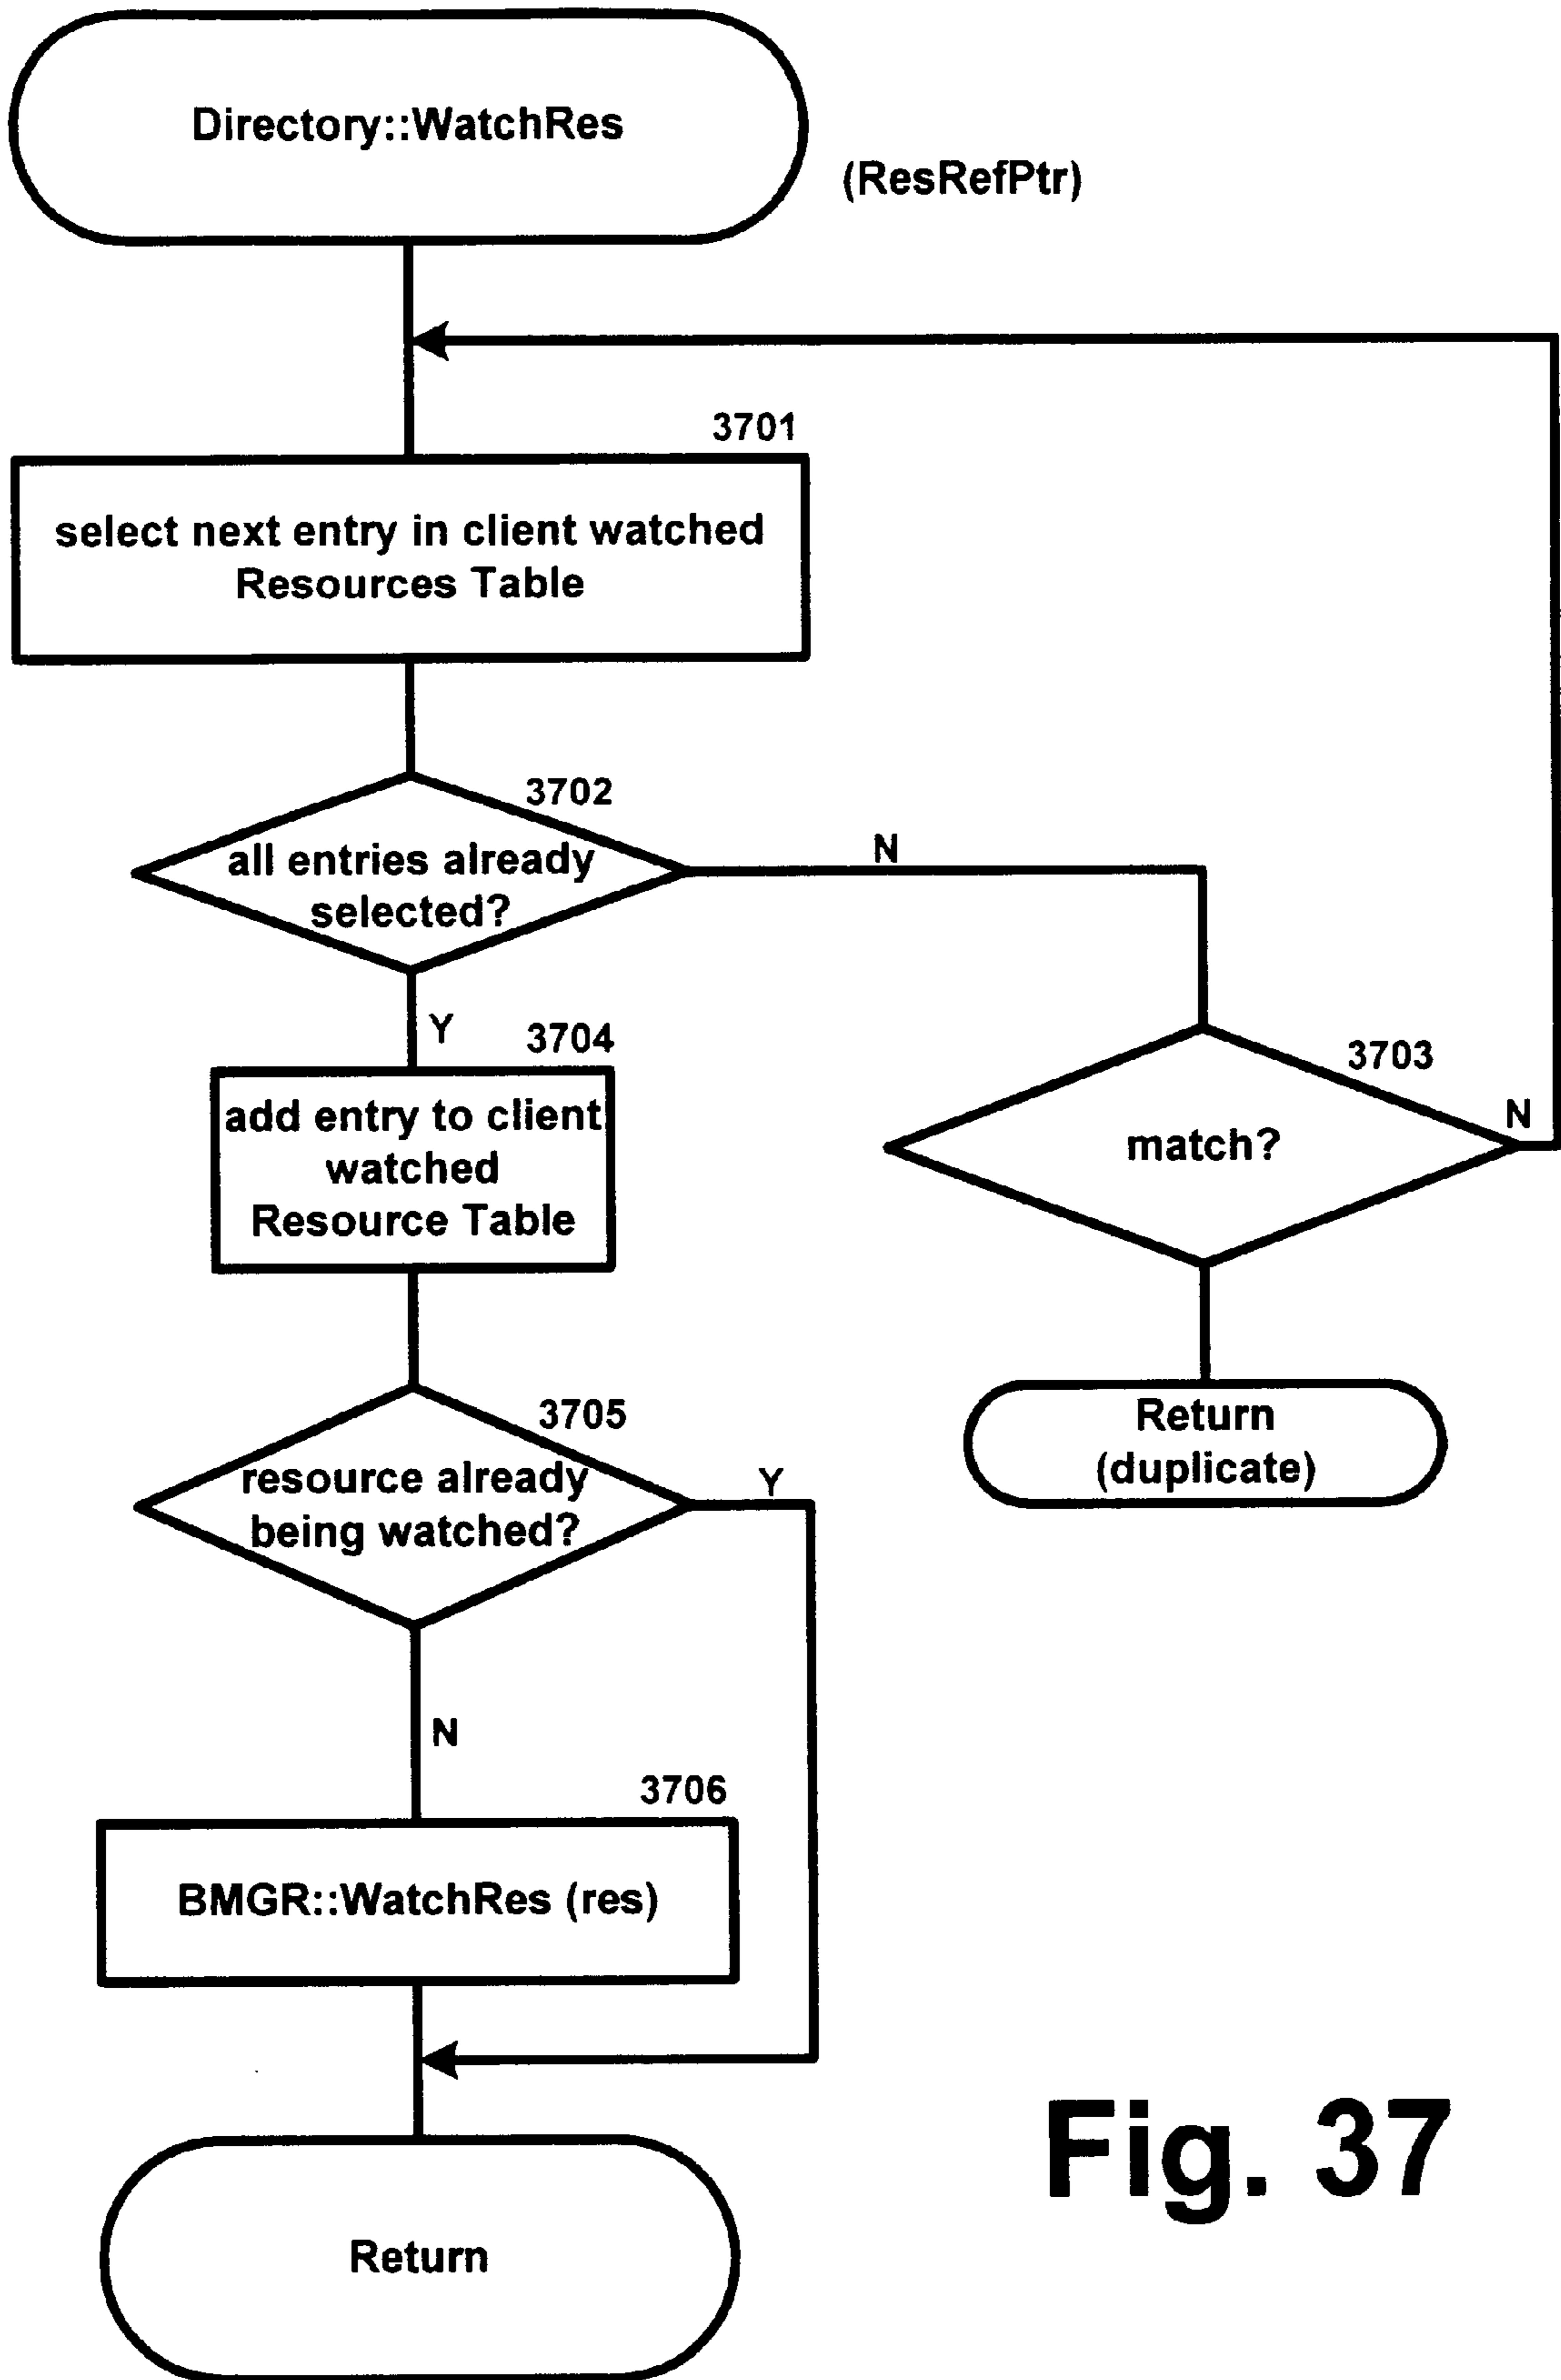 Directory::WatchRes
(ResRefPtr)
3701
select next entry in client watched
Resources Table
3702
all entries already
selected?
N
Y
3704
add entry to client
watched
Resource Table
3703
match?
N
Return
(duplicate)
3705
resource already
being watched?
Y
N
3706
BMGR::WatchRes (res)
Return
Fig. 37